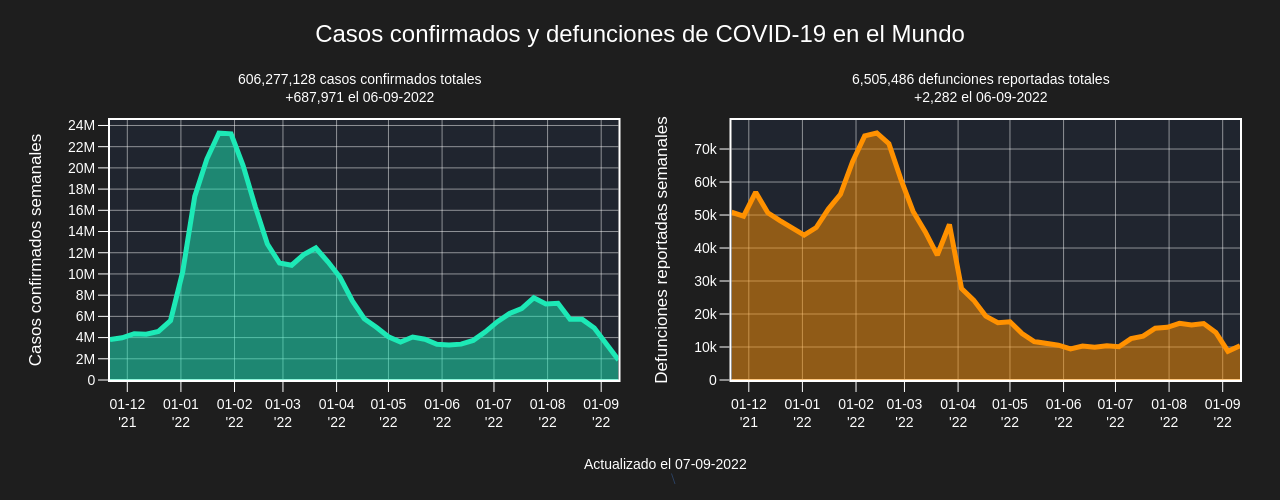 Casos confirmados y defunciones de COVID-19 en el Mundo
606,277,128 casos confirmados totales
+687,971 el 06-09-2022
Casos confirmados semanales
24M
22M
20M
18M
16M
14M
12M
10M
8M
6M
4M
2M
0
01-12 '21
01-01 '22
01-02 '22
01-03 '22
01-04 '22
01-05 '22
01-06 '22
01-07 '22
01-08 '22
01-09 '22
6,505,486 defunciones reportadas totales
+2,282 el 06-09-2022
Defunciones reportadas semanales
70k
60k
50k
40k
30k
20k
10k
0
01-12 '21
01-01 '22
01-02 '22
01-03 '22
01-04 '22
01-05 '22
01-06 '22
01-07 '22
01-08 '22
01-09 '22
Actualizado el 07-09-2022
\